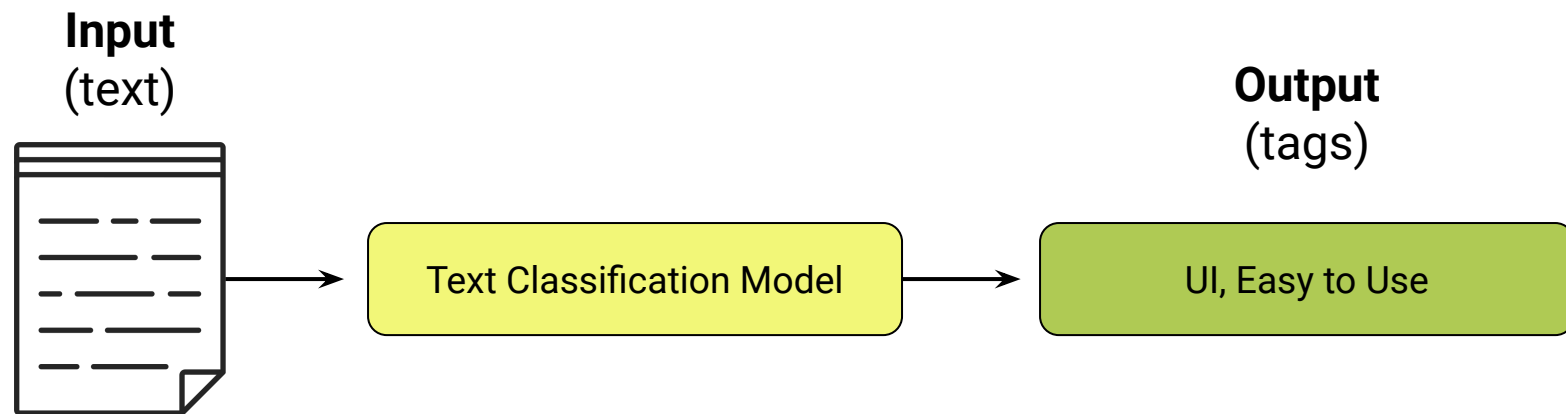 Input
(text)
Text Classification Model
Output
(tags)
UI, Easy to Use